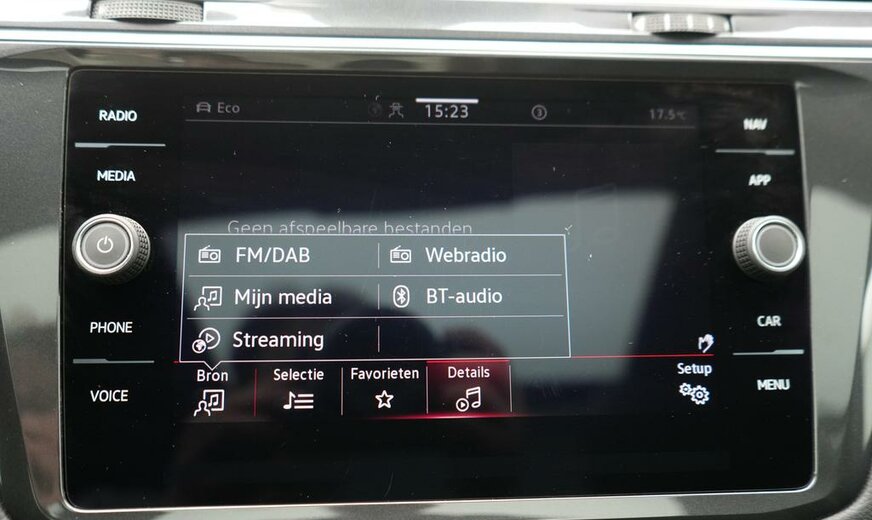 RADIO
MEDIA
PHONE
VOICE
Eco
15:23
3
17.5°C
Geen afspeelbare bestanden
FM/DAB
Webradio
Mijn media
BT-audio
Streaming
Bron
Selectie
Favorieten
Details
Setup
NAV
APP
CAR
MENU